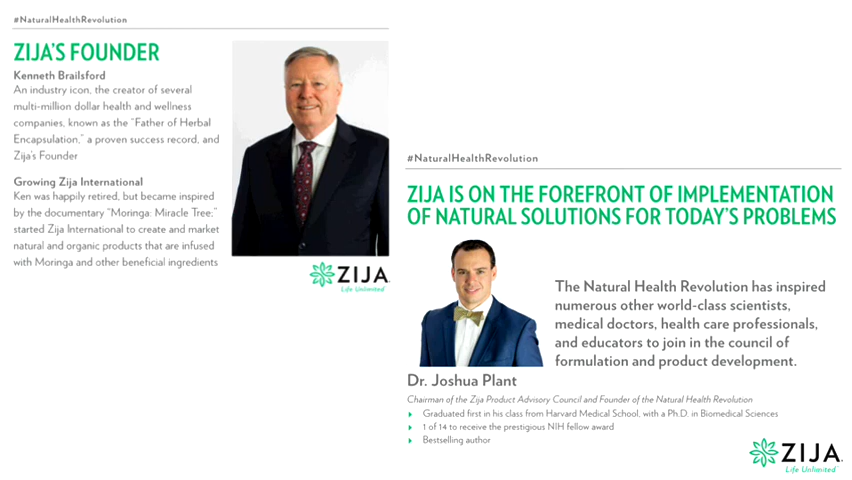 #NaturalHealthRevolution
ZIJA'S FOUNDER
Kenneth Brailsford
An industry icon, the creator of several
multi-million dollar health and wellness
companies, known as the "Father of Herbal
Encapsulation," a proven success record, and
Zija's Founder
Growing Zija International
Ken was happily retired, but became inspired
by the documentary "Moringa: Miracle Tree;"
started Zija International to create and market
natural and organic products that are infused
with Moringa and other beneficial ingredients
ZIJA
Life Unlimited
#NaturalHealthRevolution
ZIJA IS ON THE FOREFRONT OF IMPLEMENTATION
OF NATURAL SOLUTIONS FOR TODAY'S PROBLEMS
The Natural Health Revolution has inspired
numerous other world-class scientists,
medical doctors, health care professionals,
and educators to join in the council of
formulation and product development.
Dr. Joshua Plant
Chairman of the Zija Product Advisory Council and Founder of the Natural Health Revolution
Graduated first in his class from Harvard Medical School, with a Ph.D. in Biomedical Sciences
1 of 14 to receive the prestigious NIH fellow award
Bestselling author
ZIJA
Life Unlimited